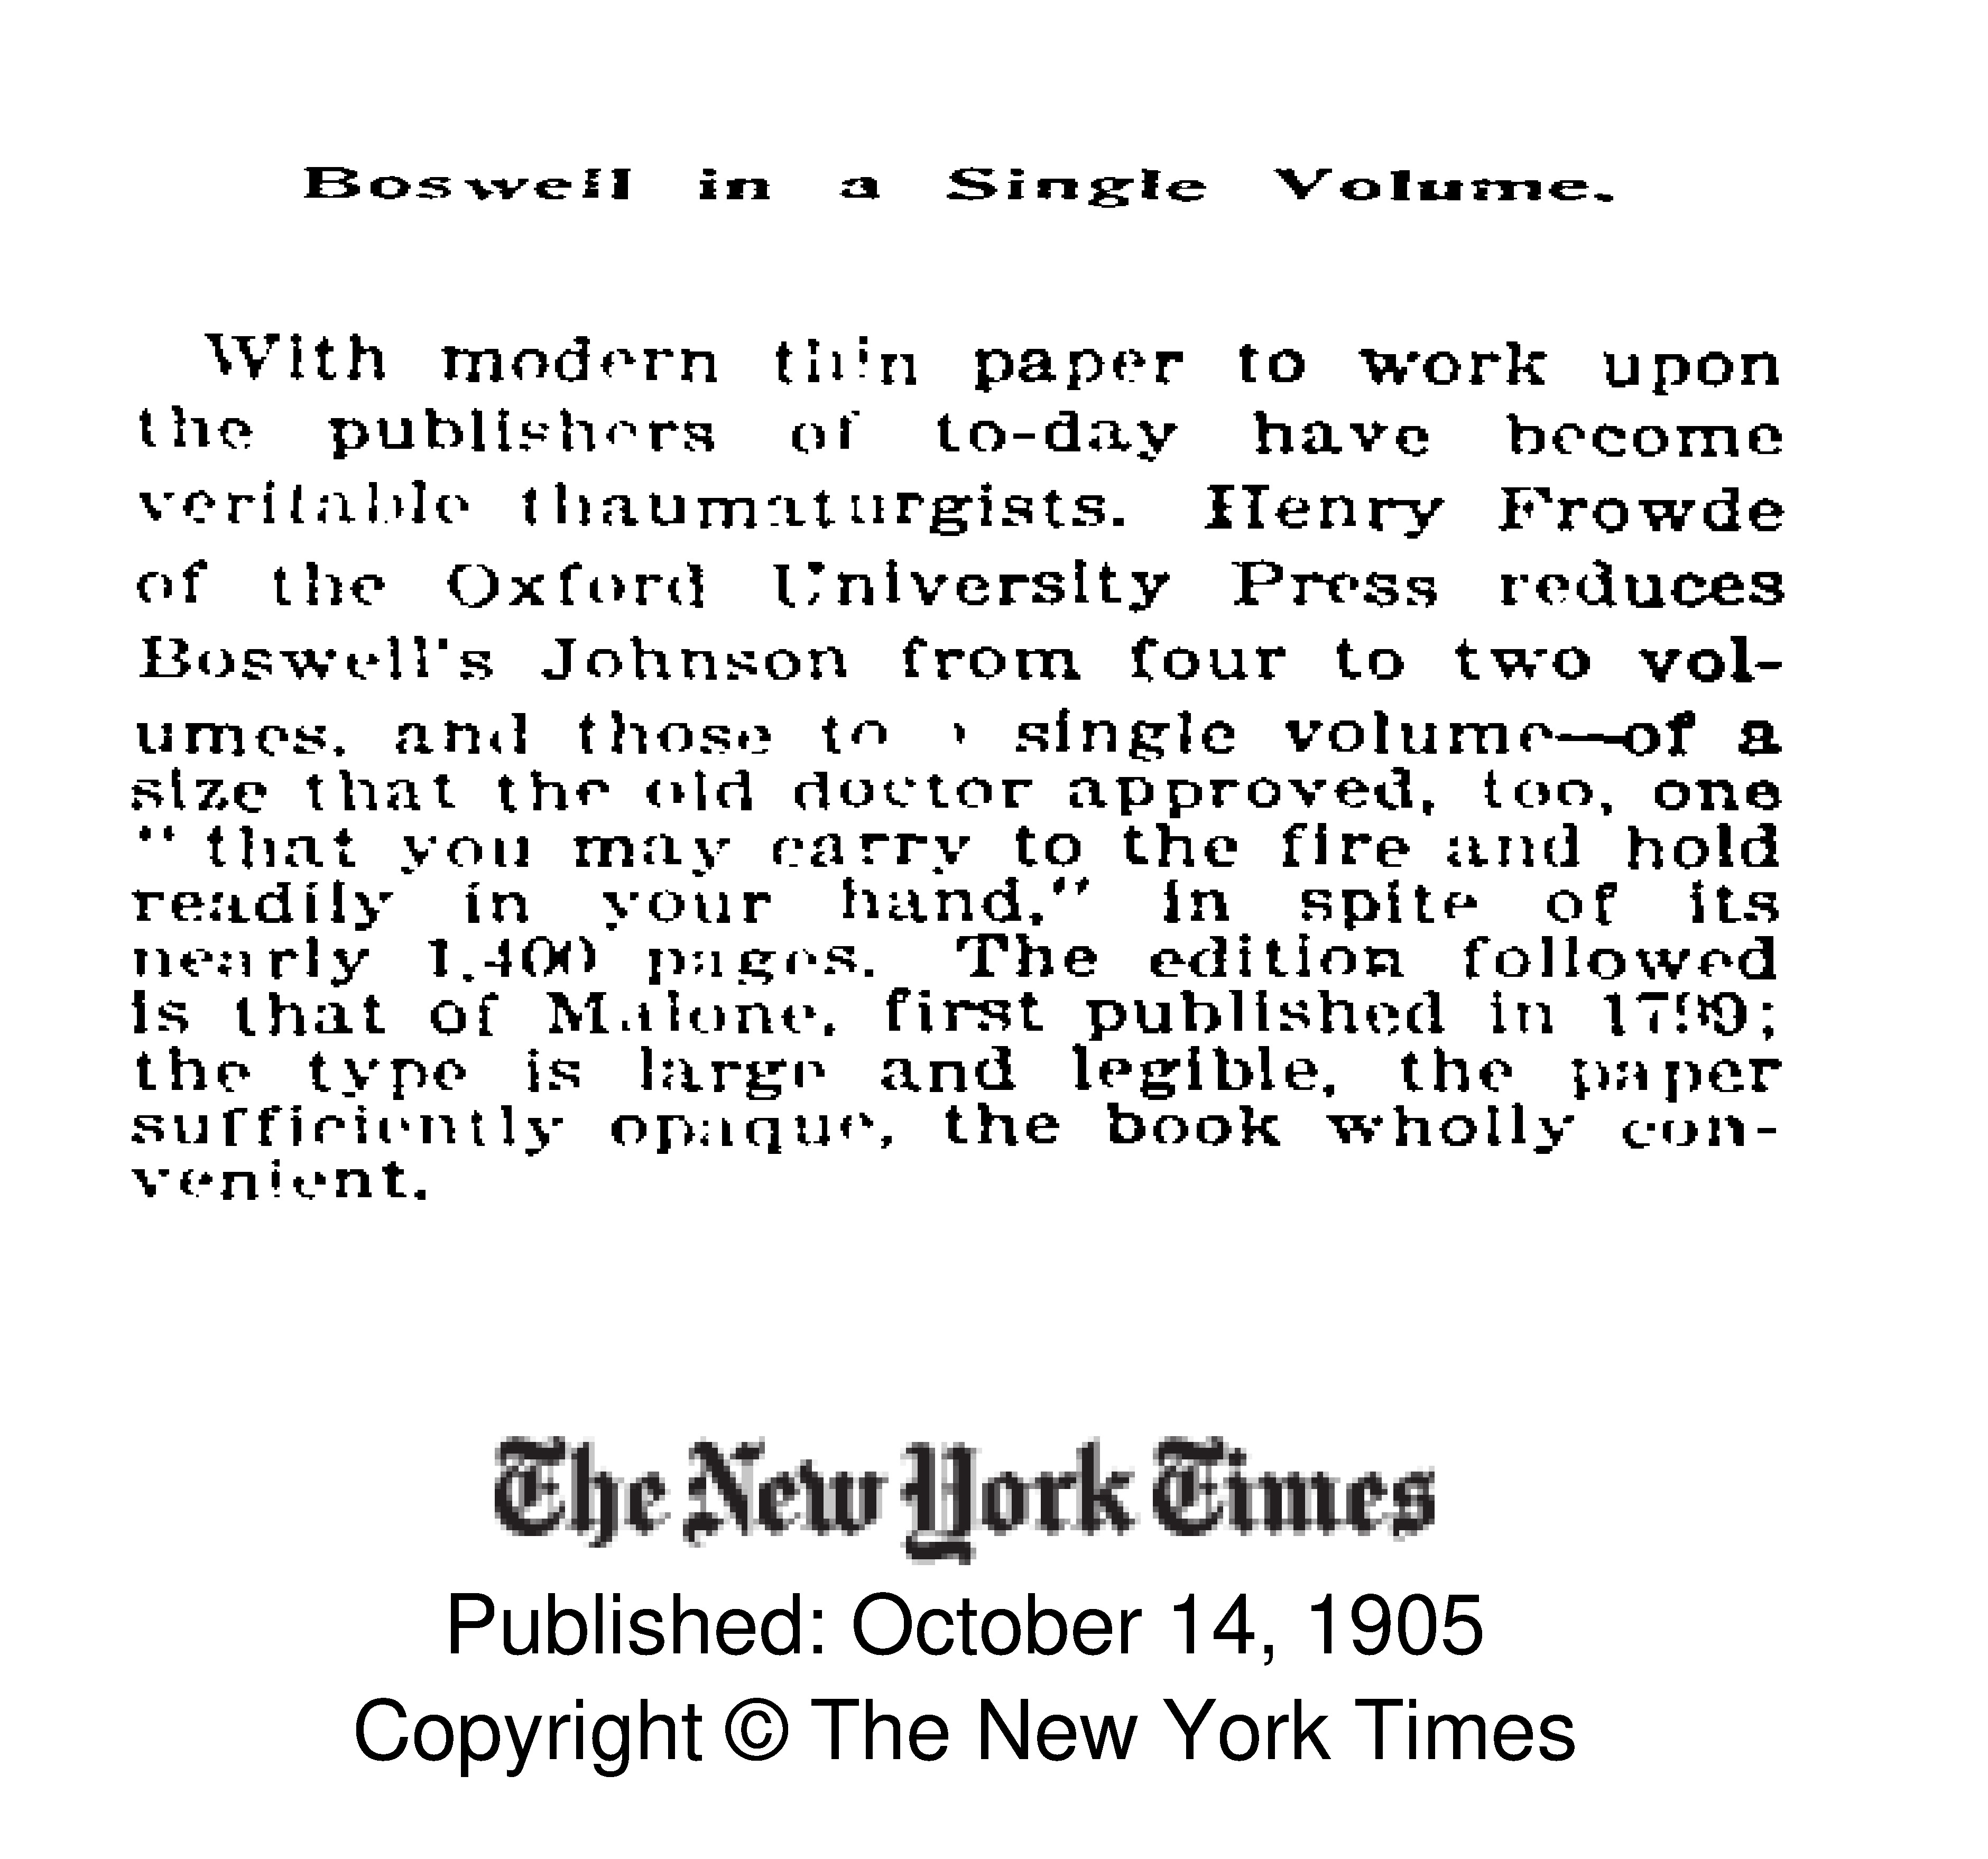 Boswell in a Single Volume.
With modern thin paper to work upon
the publishers of to-day have become
veritable thaumaturgists. Henry Frowde
of the Oxford University Press reduces
Boswell's Johnson from four to two vol-
umes, and those to a single volume—of a
size that the old doctor approved, too, one
"that you may carry to the fire and hold
readily in your hand," in spite of its
nearly 1,400 pages. The edition followed
is that of Malone, first published in 1799;
the type is large and legible, the paper
sufficiently opaque, the book wholly con-
venient.
The New York Times
Published: October 14, 1905
Copyright © The New York Times